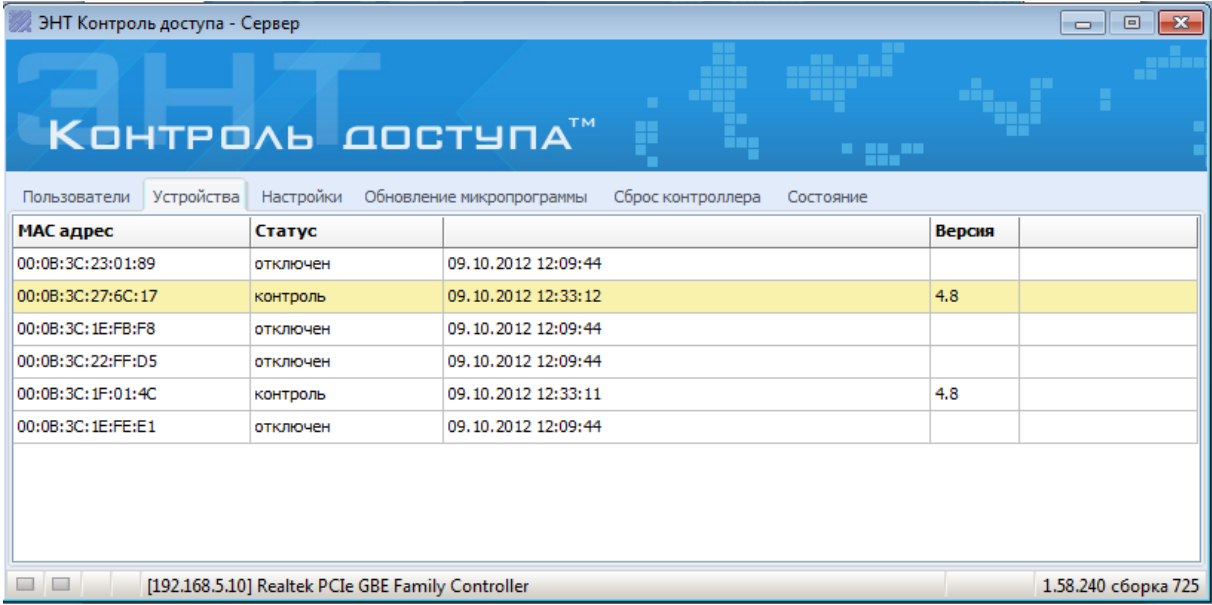 ЭНТ Контроль доступа - Сервер
ЭНТ
Контроль доступа™
Пользователи Устройства Настройки Обновление микропрограммы Сброс контроллера Состояние
МАС адрес Статус Версия
00:0B:3C:23:01:89 отключен 09.10.2012 12:09:44
00:0B:3C:27:6C:17 контроль 09.10.2012 12:33:12 4.8
00:0B:3C:1E:FB:F8 отключен 09.10.2012 12:09:44
00:0B:3C:22:FF:D5 отключен 09.10.2012 12:09:44
00:0B:3C:1F:01:4C контроль 09.10.2012 12:33:11 4.8
00:0B:3C:1E:FE:E1 отключен 09.10.2012 12:09:44
[192.168.5.10] Realtek PCIe GBE Family Controller 1.58.240 сборка 725